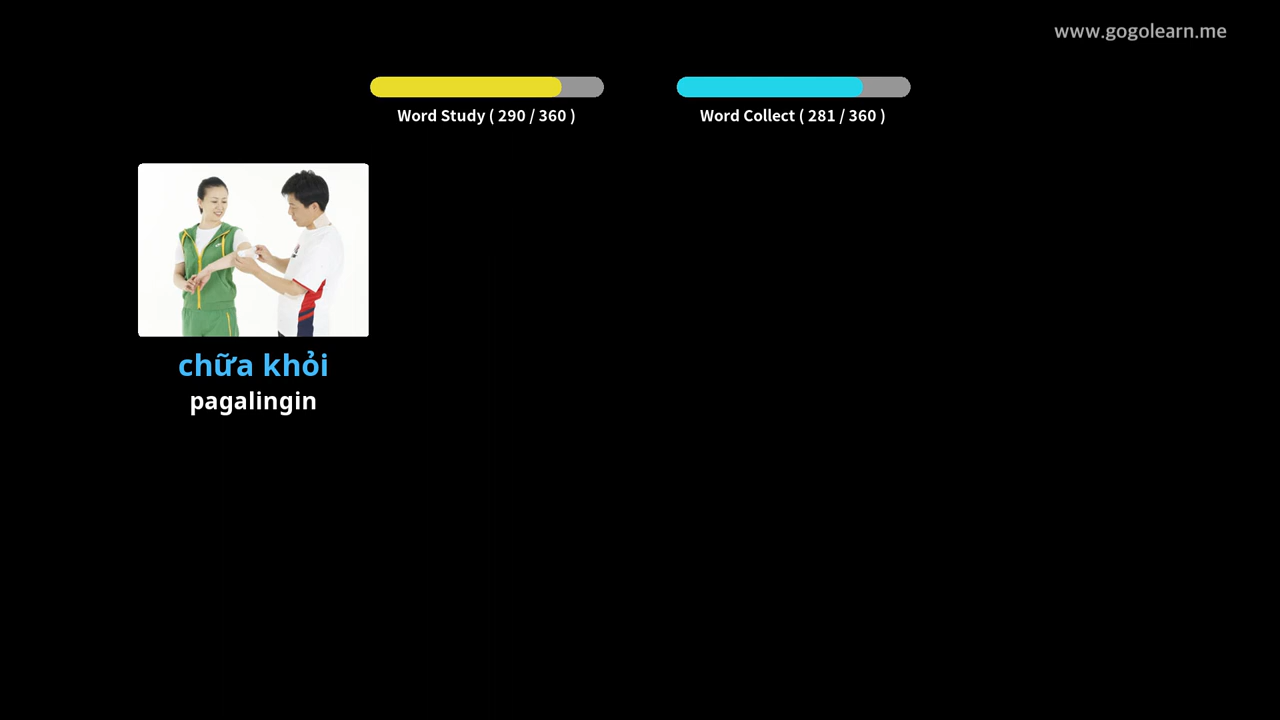 www.gogolearn.me
Word Study ( 290 / 360 )
Word Collect ( 281 / 360 )
chữa khỏi
pagalingin